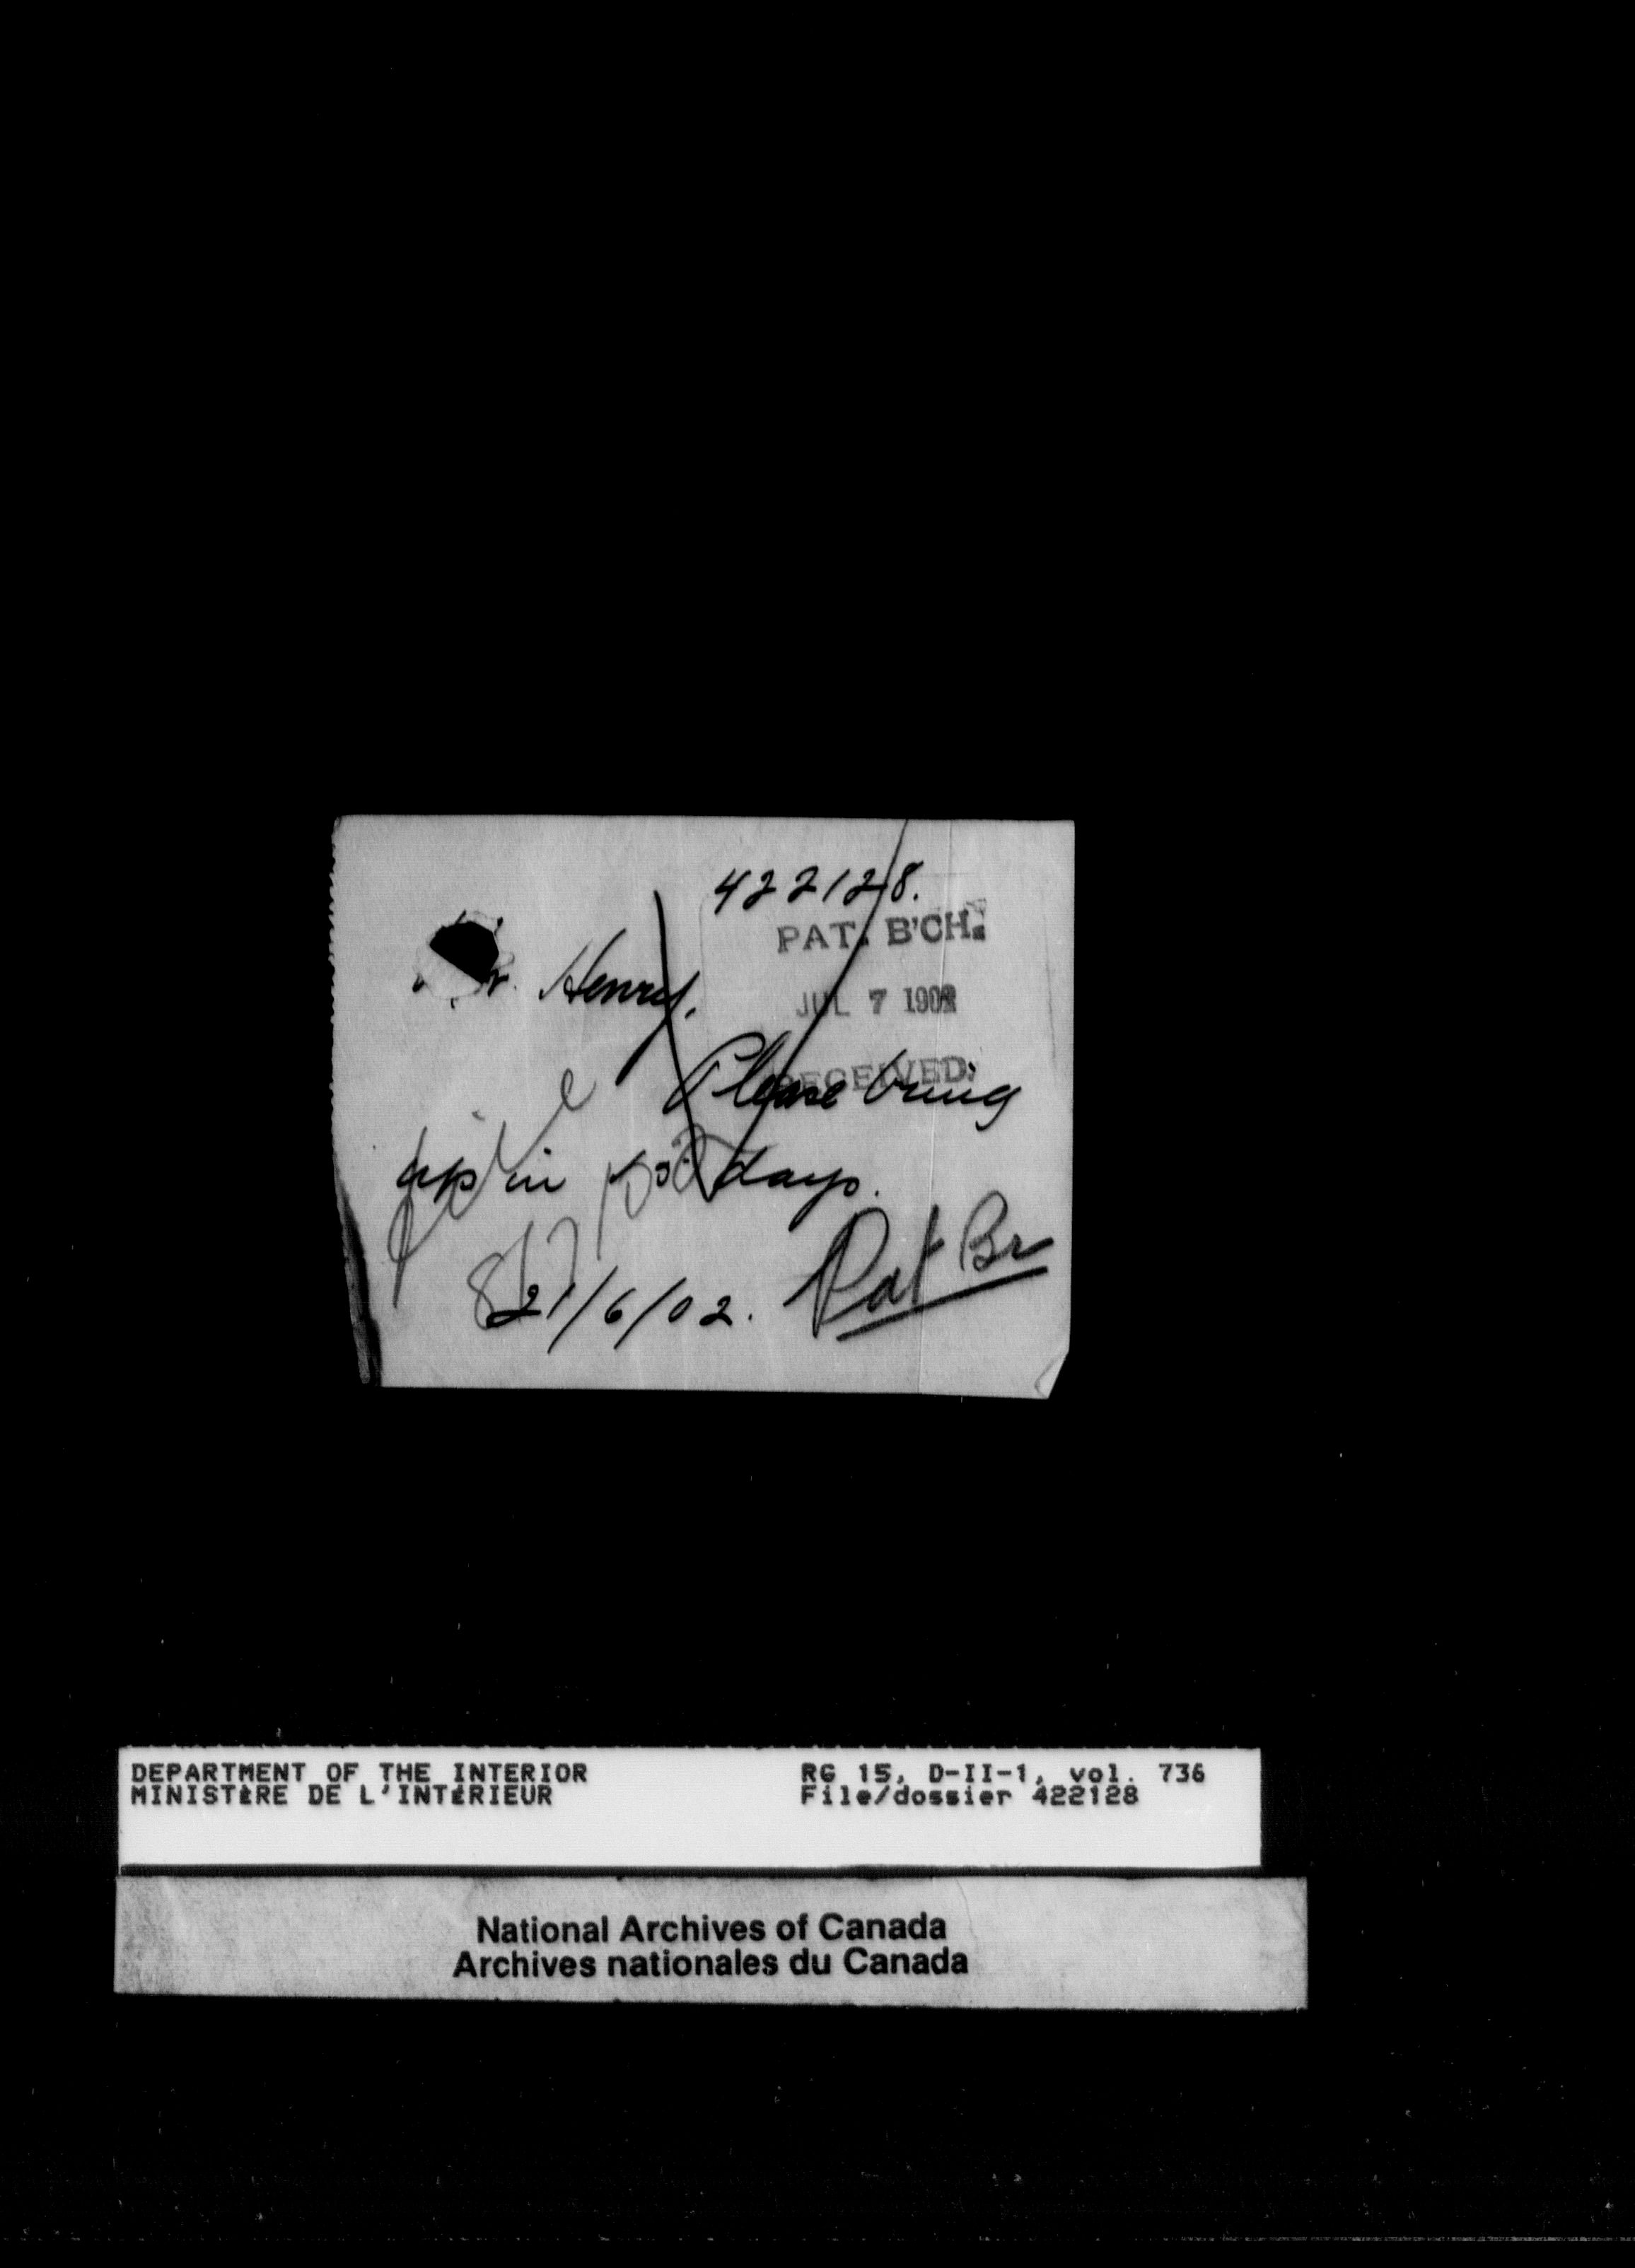 422128.
PAT. B'CH.
Henry.
JUL 7 1902
RECEIVED.
Please bring
up in days.
21/6/02.
Pat Br
DEPARTMENT OF THE INTERIOR
MINISTÈRE DE L'INTÉRIEUR
RG 15, D-II-1, vol. 736
File/dossier 422128
National Archives of Canada
Archives nationales du Canada